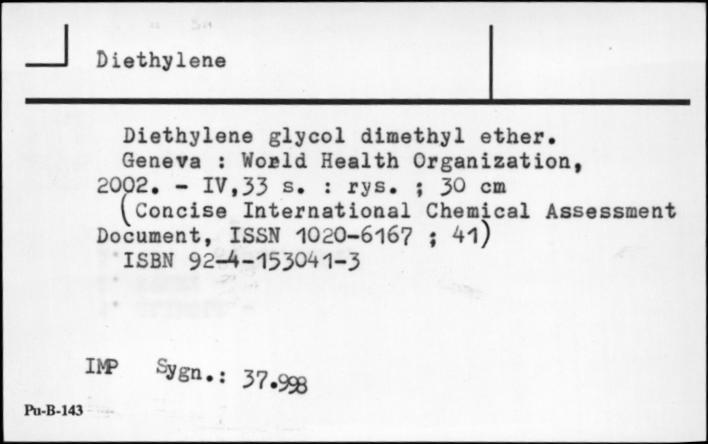 Diethylene
Diethylene glycol dimethyl ether.
Geneva : World Health Organization,
2002. - IV,33 s. : rys. ; 30 cm
(Concise International Chemical Assessment
Document, ISSN 1020-6167 ; 41)
ISBN 92-4-153041-3
IMP Sygn.: 37.998
Pu-B-143